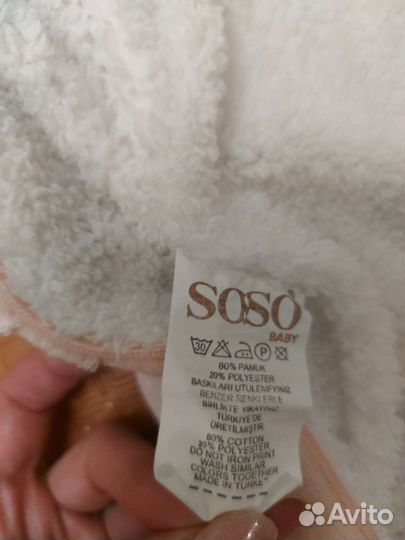 SOSO
BABY
30 P
80% PAMUK
20% POLYESTER
BASKILARI ÜTÜLEMEYİNİZ
BENZER RENKLERLE
BİRLİKTE YIKAYINIZ
TÜRKİYE'DE
ÜRETİLMİŞTİR.
80% COTTON
20% POLYESTER
DO NOT IRON PRINT
WASH SIMILAR
COLORS TOGETHER
MADE IN TURKEY
Avito